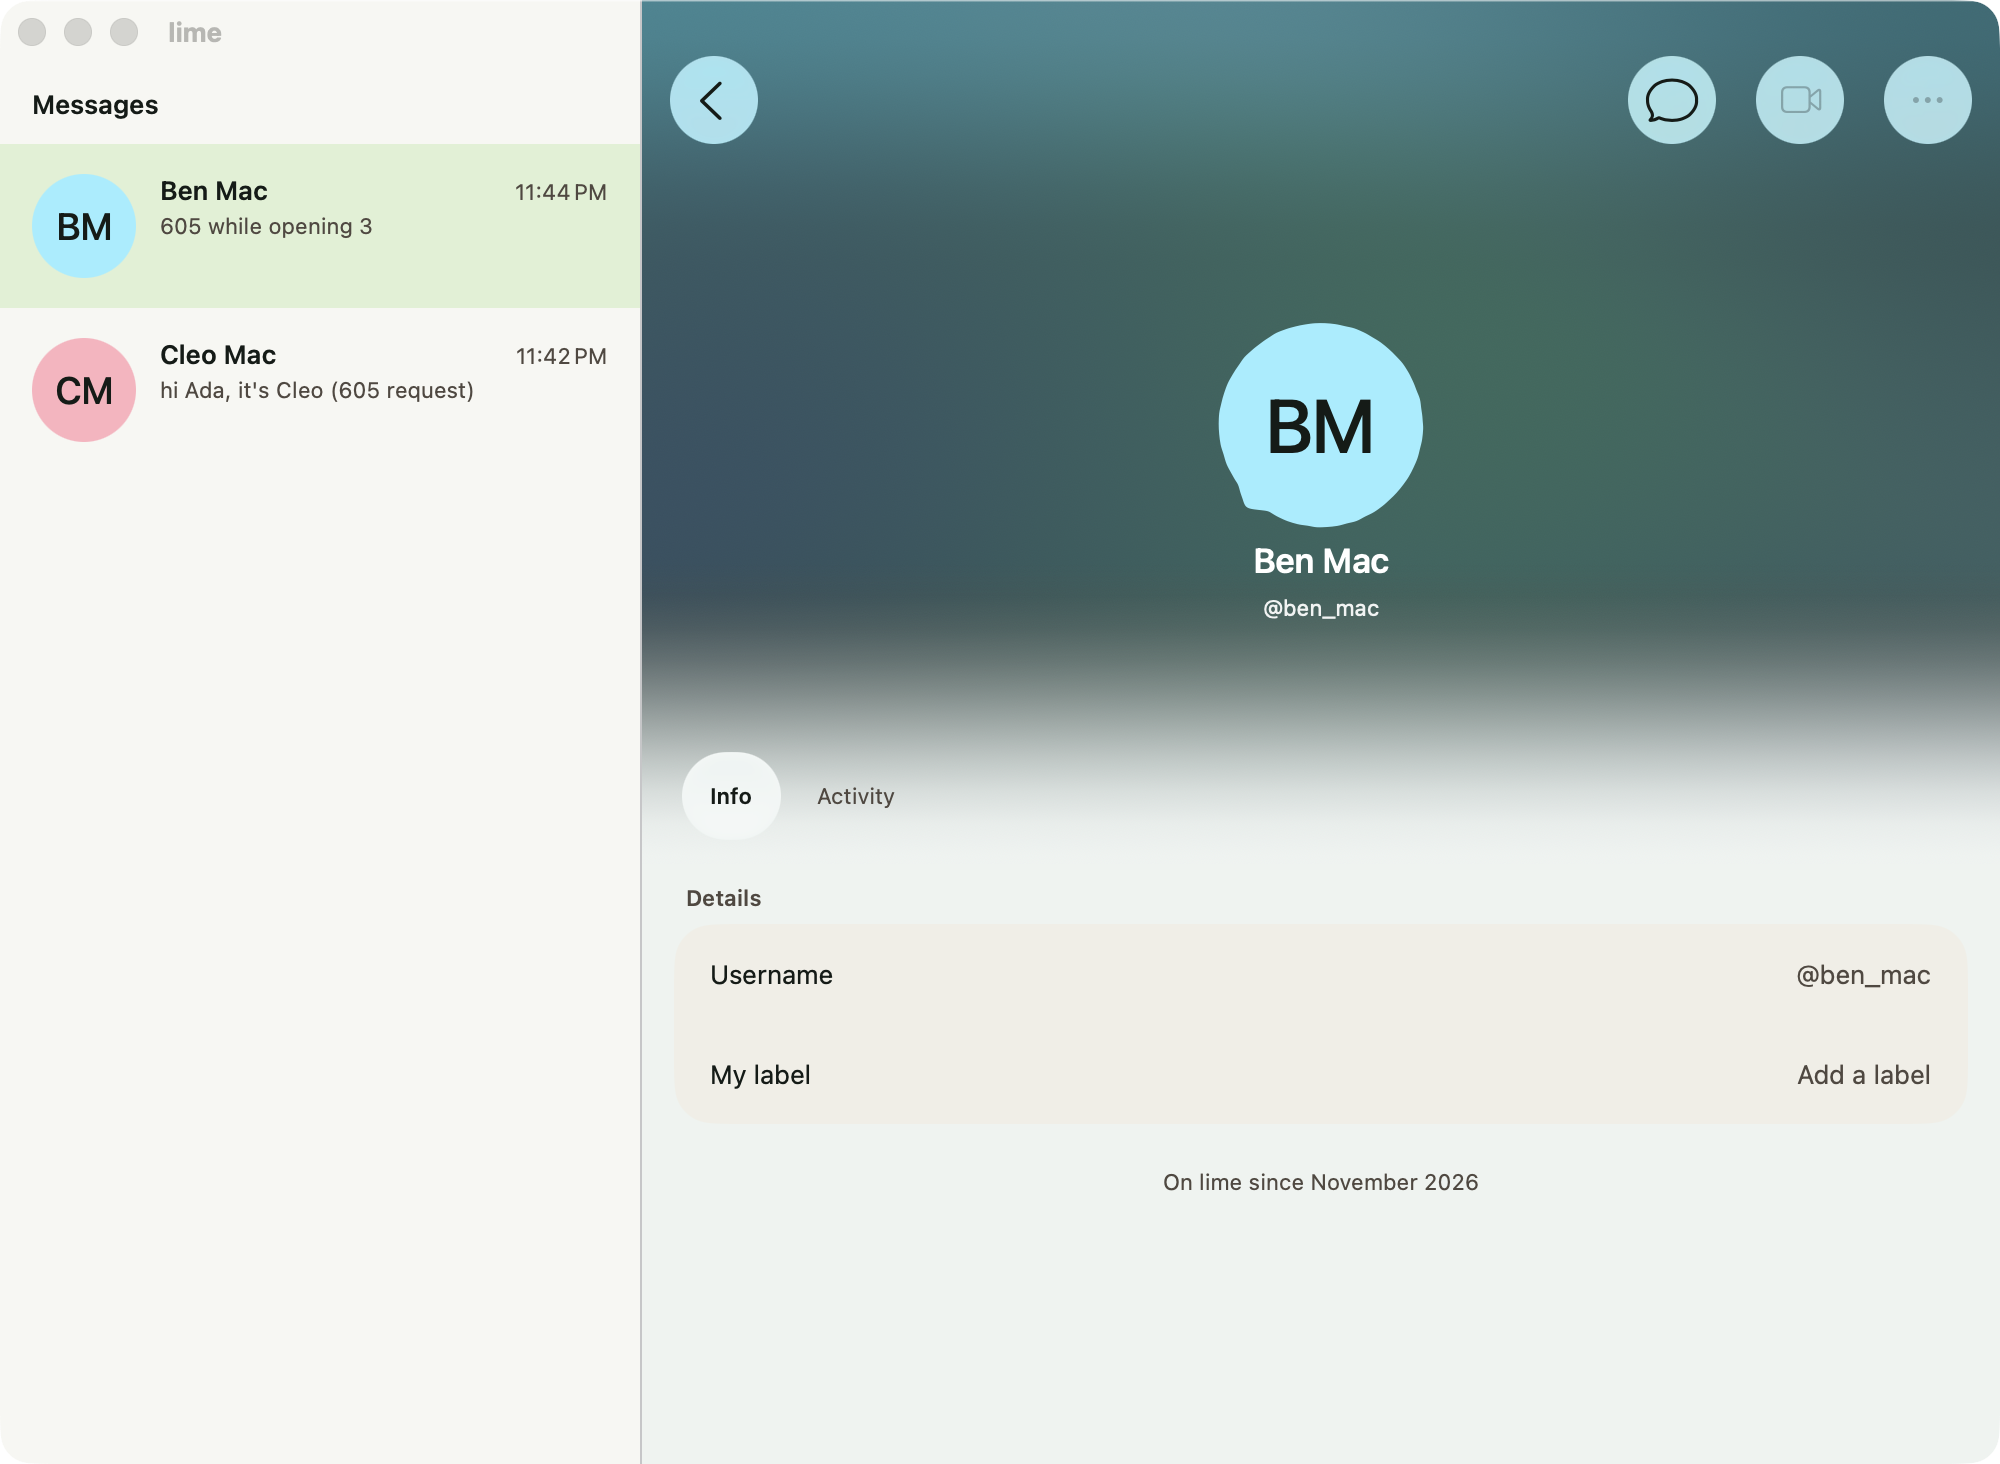 lime
Messages
BM
Ben Mac
11:44 PM
605 while opening 3
CM
Cleo Mac
11:42 PM
hi Ada, it's Cleo (605 request)
BM
Ben Mac
@ben_mac
Info
Activity
Details
Username
@ben_mac
My label
Add a label
On lime since November 2026